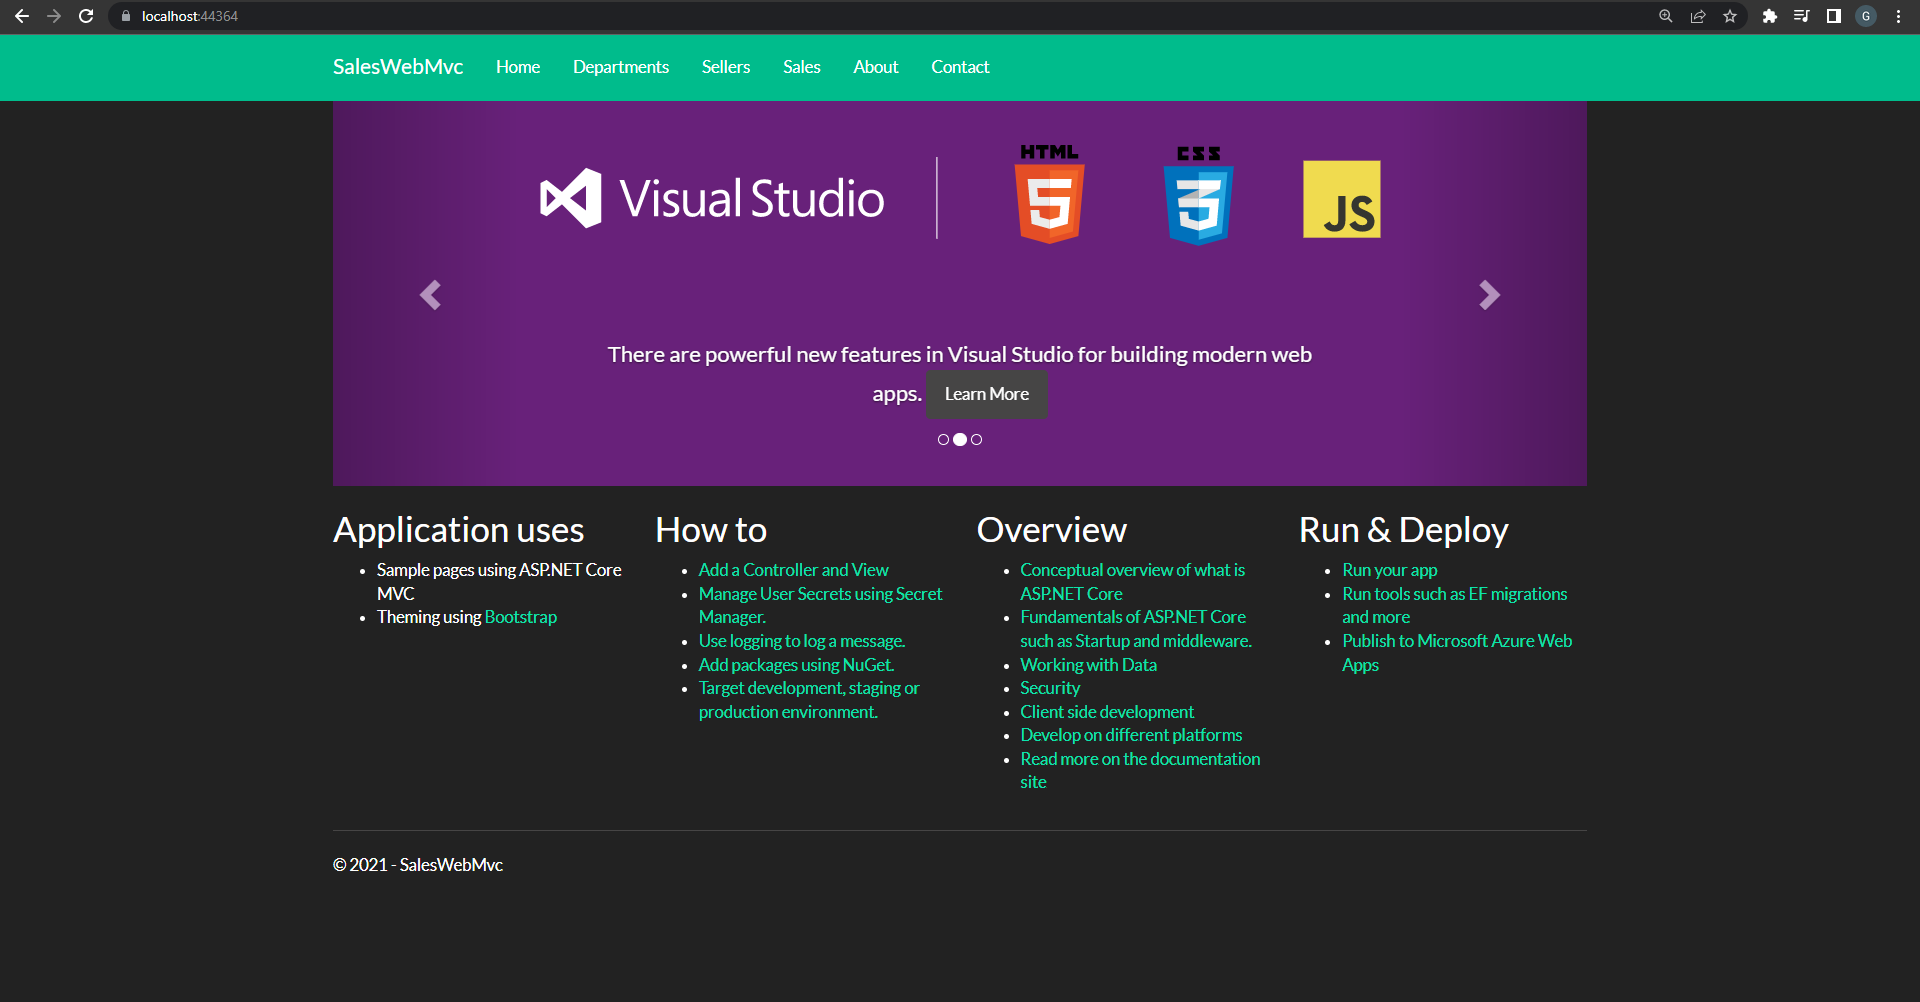 localhost:44364
G
SalesWebMvc Home Departments Sellers Sales About Contact
Visual Studio
HTML
5
CSS
3
JS
There are powerful new features in Visual Studio for building modern web
apps. Learn More
Application uses
Sample pages using ASP.NET Core
MVC
Theming using Bootstrap
How to
Add a Controller and View
Manage User Secrets using Secret
Manager.
Use logging to log a message.
Add packages using NuGet.
Target development, staging or
production environment.
Overview
Conceptual overview of what is
ASP.NET Core
Fundamentals of ASP.NET Core
such as Startup and middleware.
Working with Data
Security
Client side development
Develop on different platforms
Read more on the documentation
site
Run & Deploy
Run your app
Run tools such as EF migrations
and more
Publish to Microsoft Azure Web
Apps
© 2021 - SalesWebMvc